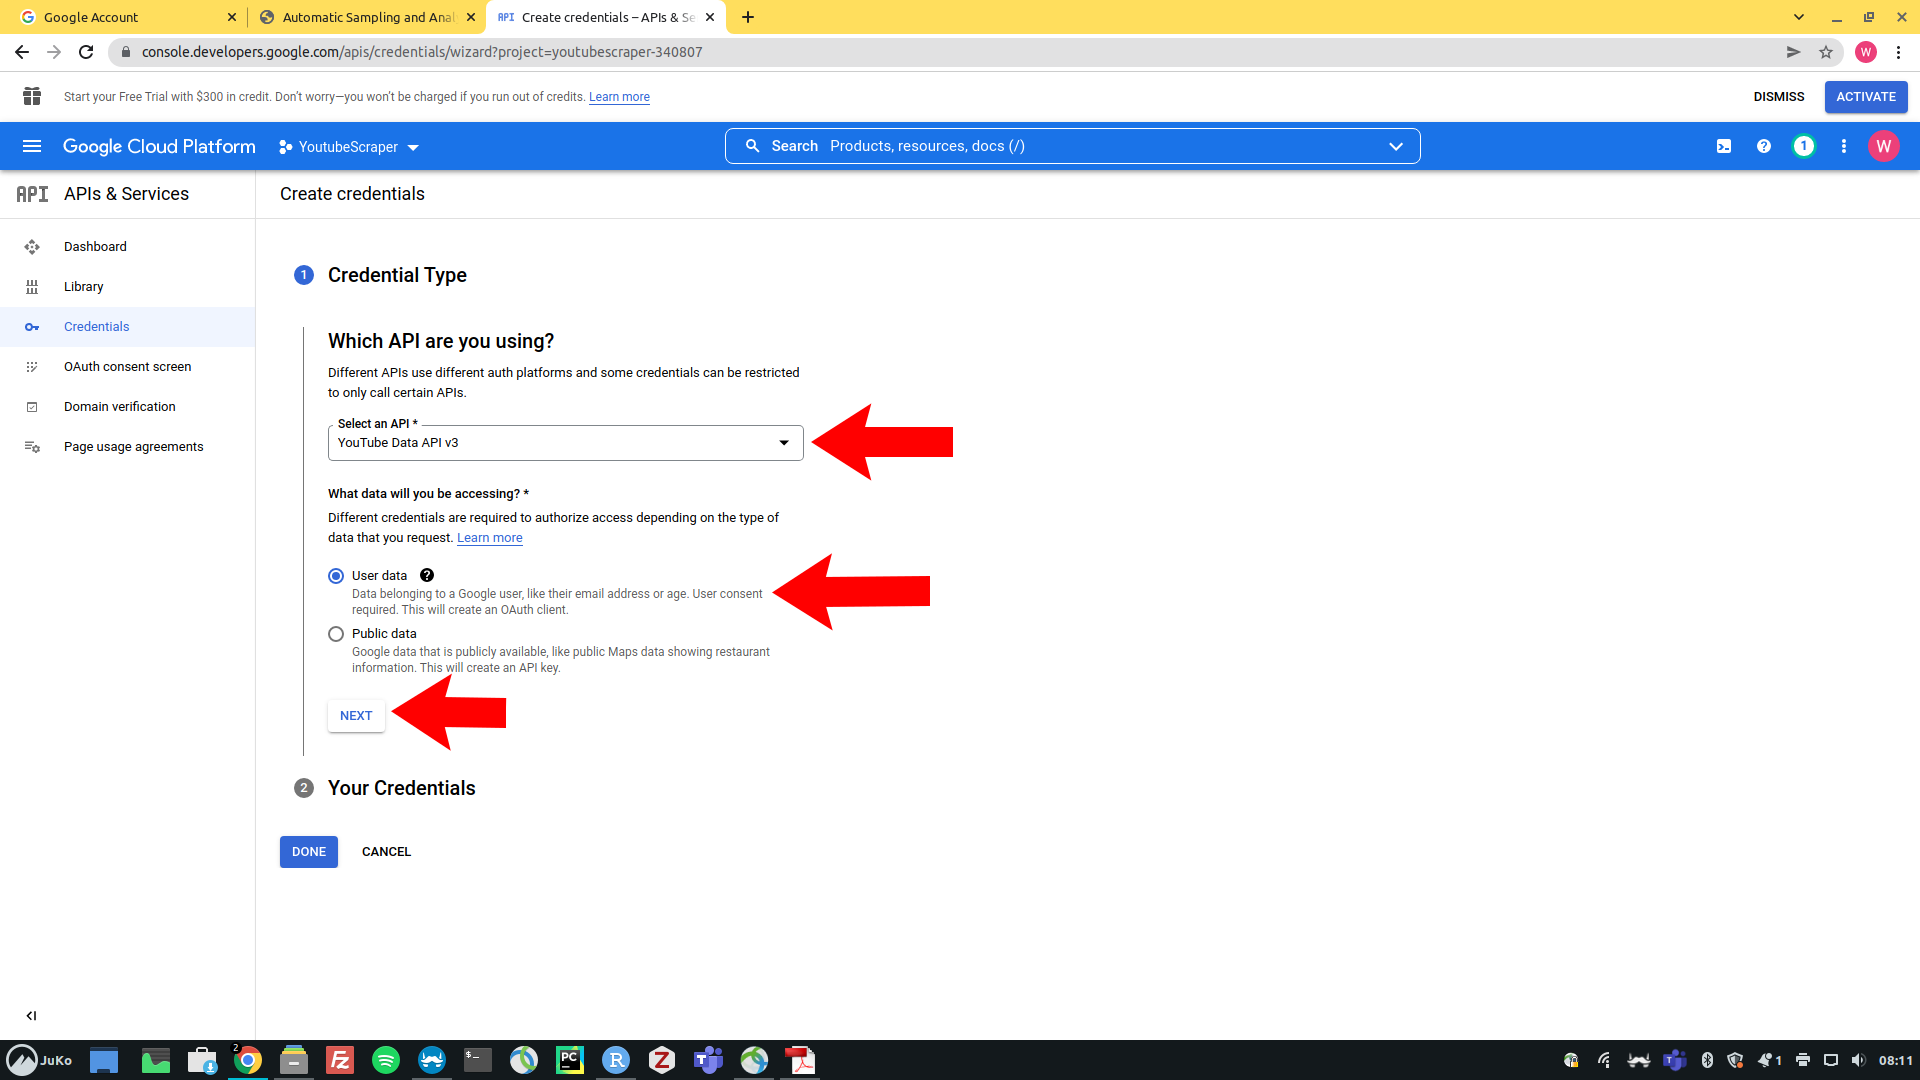 Google Account
Automatic Sampling and Anal
API Create credentials – APIs & Se
console.developers.google.com/apis/credentials/wizard?project=youtubescraper-340807
W
Start your Free Trial with $300 in credit. Don’t worry—you won’t be charged if you run out of credits. Learn more
DISMISS
ACTIVATE
Google Cloud Platform
YoutubeScraper
Search Products, resources, docs (/)
1
W
API APIs & Services
Create credentials
Dashboard
Library
Credentials
OAuth consent screen
Domain verification
Page usage agreements
1 Credential Type
Which API are you using?
Different APIs use different auth platforms and some credentials can be restricted
to only call certain APIs.
Select an API *
YouTube Data API v3
What data will you be accessing? *
Different credentials are required to authorize access depending on the type of
data that you request. Learn more
User data
Data belonging to a Google user, like their email address or age. User consent
required. This will create an OAuth client.
Public data
Google data that is publicly available, like public Maps data showing restaurant
information. This will create an API key.
NEXT
2 Your Credentials
DONE
CANCEL
JuKo
2
FZ
$-
PC
R
Z
T
1
08:11